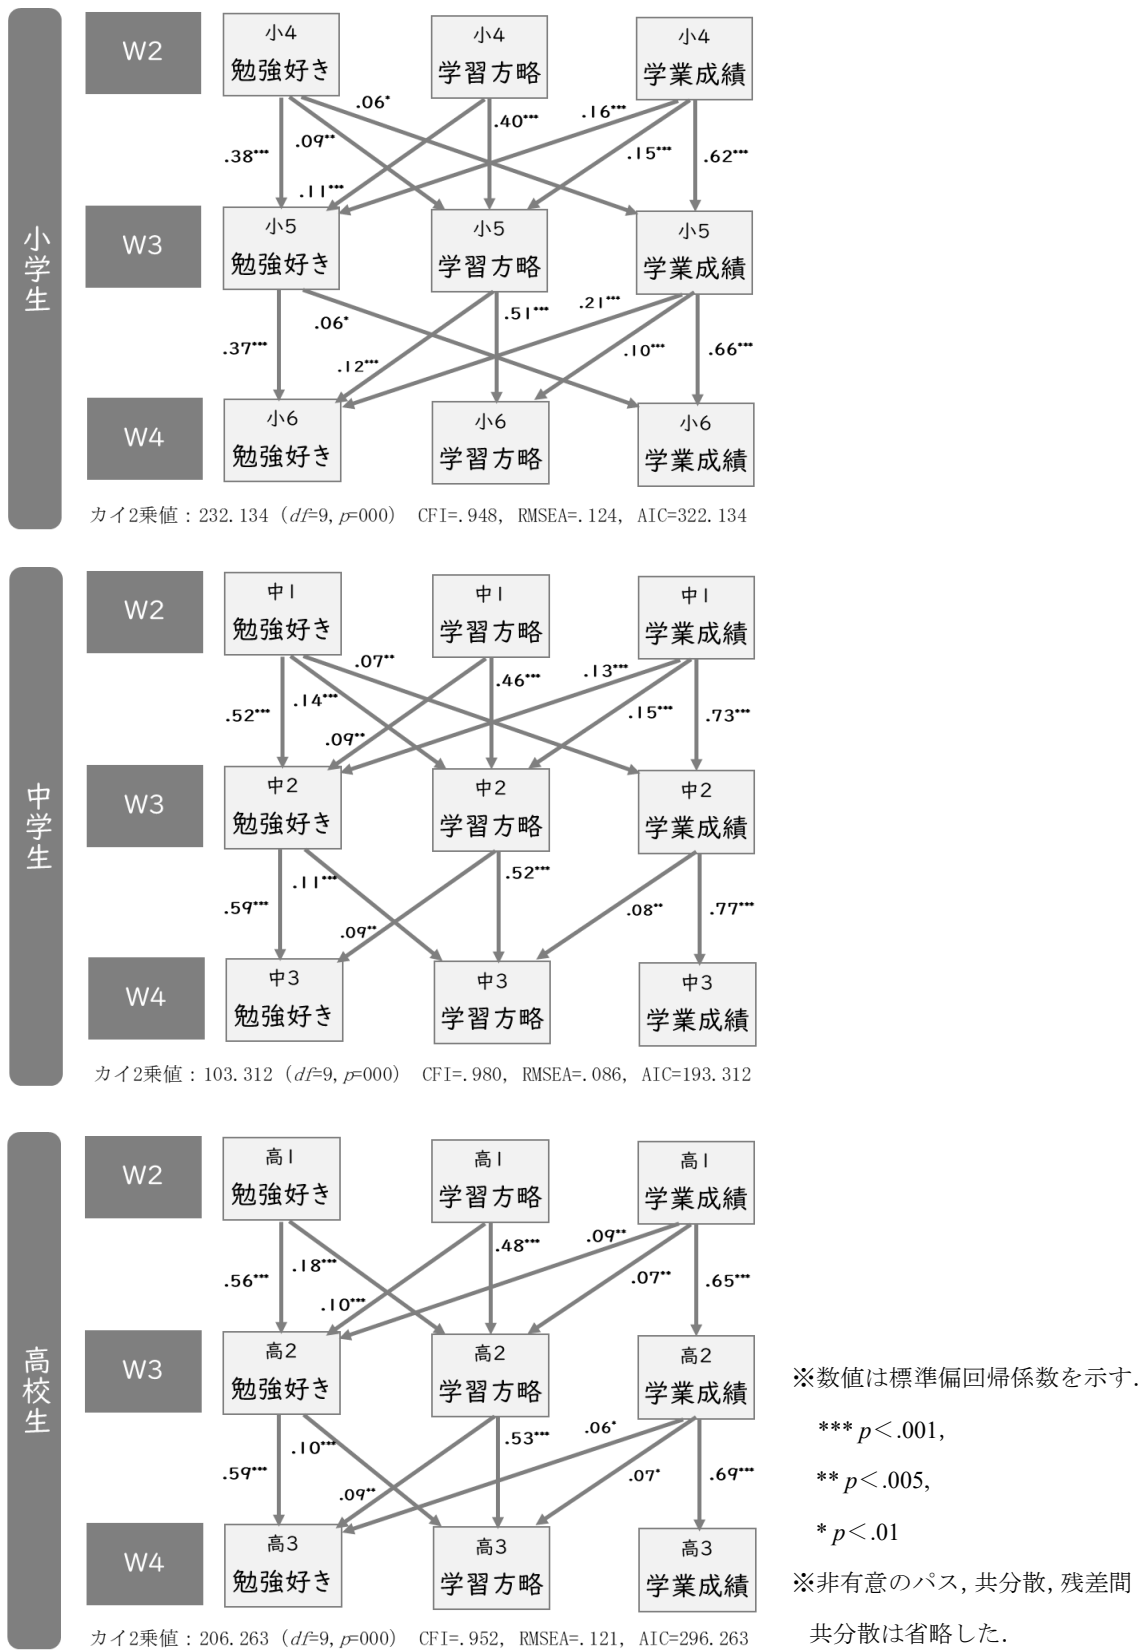 小学生
W2
小4
勉強好き
小4
学習方略
小4
学業成績
.06*
.16***
.40***
.09**
.38***
.15***
.62***
.11***
W3
小5
勉強好き
小5
学習方略
小5
学業成績
.21***
.51***
.06*
.37***
.12***
.10***
.66***
W4
小6
勉強好き
小6
学習方略
小6
学業成績
カイ2乗値：232.134（df=9, p=000） CFI=.948, RMSEA=.124, AIC=322.134
中学生
W2
中1
勉強好き
中1
学習方略
中1
学業成績
.07**
.13***
.46***
.14***
.52***
.15***
.73***
.09**
W3
中2
勉強好き
中2
学習方略
中2
学業成績
.11***
.52***
.59***
.09**
.08**
.77***
W4
中3
勉強好き
中3
学習方略
中3
学業成績
カイ2乗値：103.312（df=9, p=000） CFI=.980, RMSEA=.086, AIC=193.312
高校生
W2
高1
勉強好き
高1
学習方略
高1
学業成績
.09**
.48***
.18***
.56***
.07**
.65***
.10***
W3
高2
勉強好き
高2
学習方略
高2
学業成績
.06*
.53***
.10***
.59***
.09**
.07*
.69***
W4
高3
勉強好き
高3
学習方略
高3
学業成績
カイ2乗値：206.263（df=9, p=000） CFI=.952, RMSEA=.121, AIC=296.263
※数値は標準偏回帰係数を示す.
*** p＜.001,
** p＜.005,
* p＜.01
※非有意のパス, 共分散, 残差間
共分散は省略した.